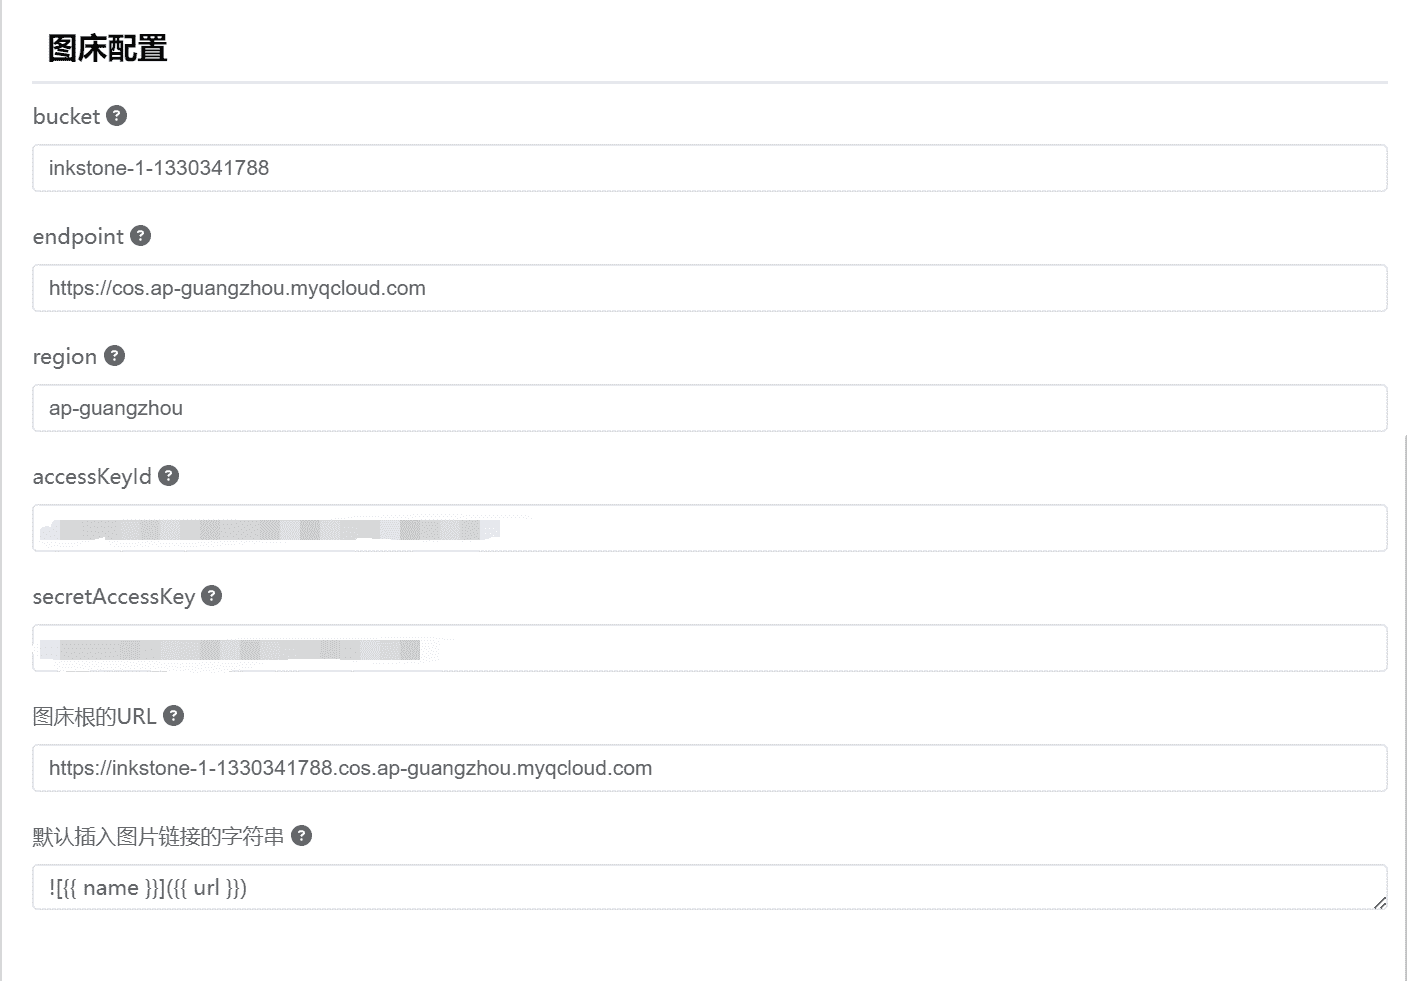 图床配置
bucket ?
inkstone-1-1330341788
endpoint ?
https://cos.ap-guangzhou.myqcloud.com
region ?
ap-guangzhou
accessKeyId ?
secretAccessKey ?
图床根的URL ?
https://inkstone-1-1330341788.cos.ap-guangzhou.myqcloud.com
默认插入图片链接的字符串 ?
![{{ name }}]({{ url }})